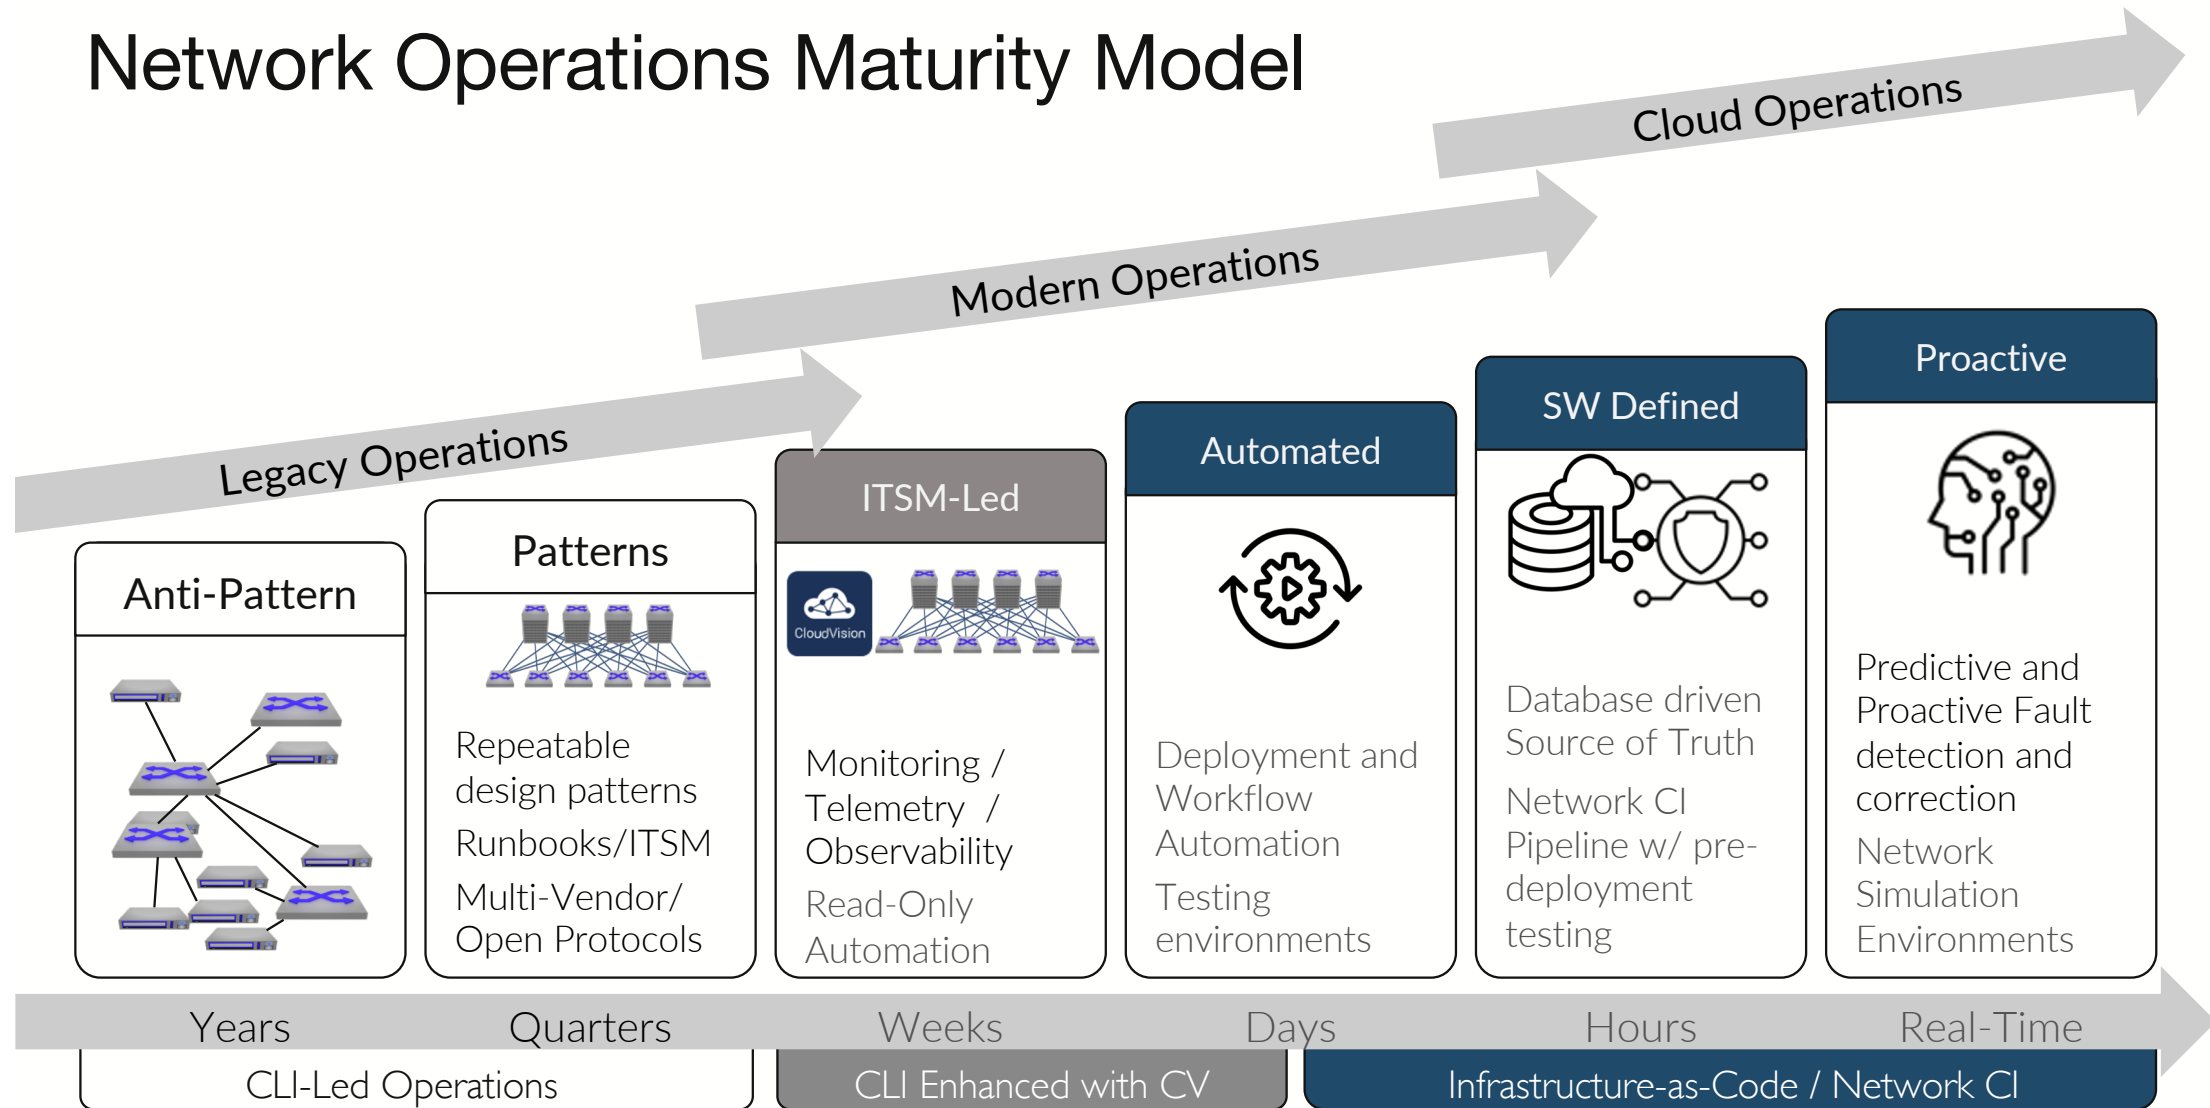 Network Operations Maturity Model
Cloud Operations
Modern Operations
Legacy Operations
Anti-Pattern
Patterns
Repeatable
design patterns
Runbooks/ITSM
Multi-Vendor/
Open Protocols
ITSM-Led
CloudVision
Monitoring /
Telemetry /
Observability
Read-Only
Automation
Automated
Deployment and
Workflow
Automation
Testing
environments
SW Defined
Database driven
Source of Truth
Network CI
Pipeline w/ pre-
deployment
testing
Proactive
Predictive and
Proactive Fault
detection and
correction
Network
Simulation
Environments
Years
Quarters
Weeks
Days
Hours
Real-Time
CLI-Led Operations
CLI Enhanced with CV
Infrastructure-as-Code / Network CI